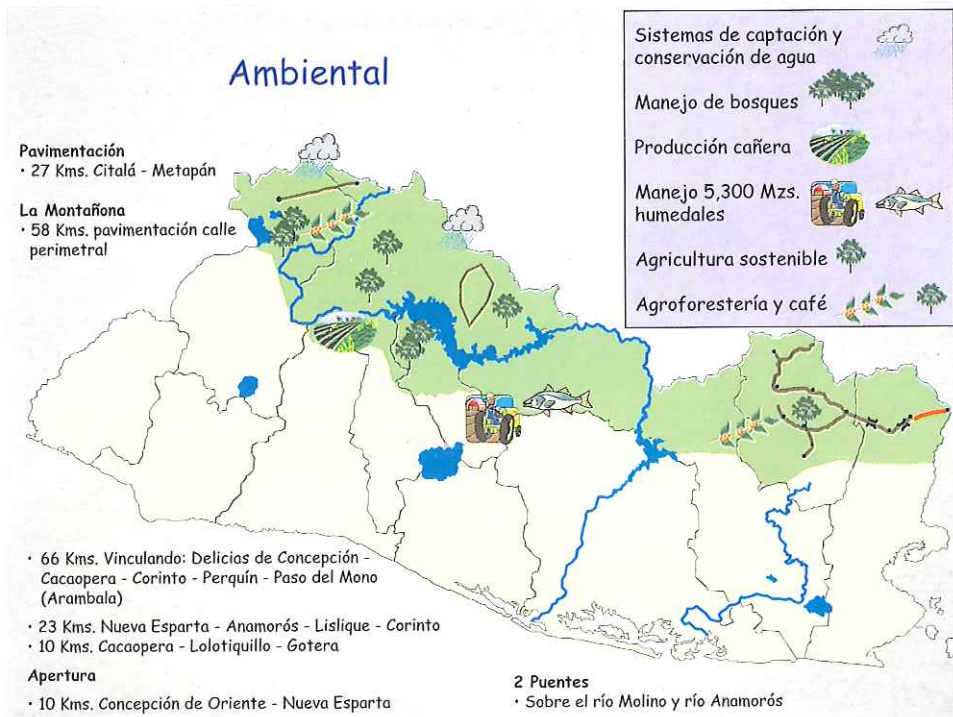 Ambiental
Pavimentación
• 27 Kms. Citalá - Metapán
La Montañona
• 58 Kms. pavimentación calle
perimetral
Sistemas de captación y
conservación de agua
Manejo de bosques
Producción cañera
Manejo 5,300 Mzs.
humedales
Agricultura sostenible
Agroforestería y café
• 66 Kms. Vinculando: Delicias de Concepción -
Cacaopera - Corinto - Perquín - Paso del Mono
(Arambala)
• 23 Kms. Nueva Esparta - Anamorós - Lislique - Corinto
• 10 Kms. Cacaopera - Lolotiquillo - Gotera
Apertura
• 10 Kms. Concepción de Oriente - Nueva Esparta
2 Puentes
• Sobre el río Molino y río Anamorós